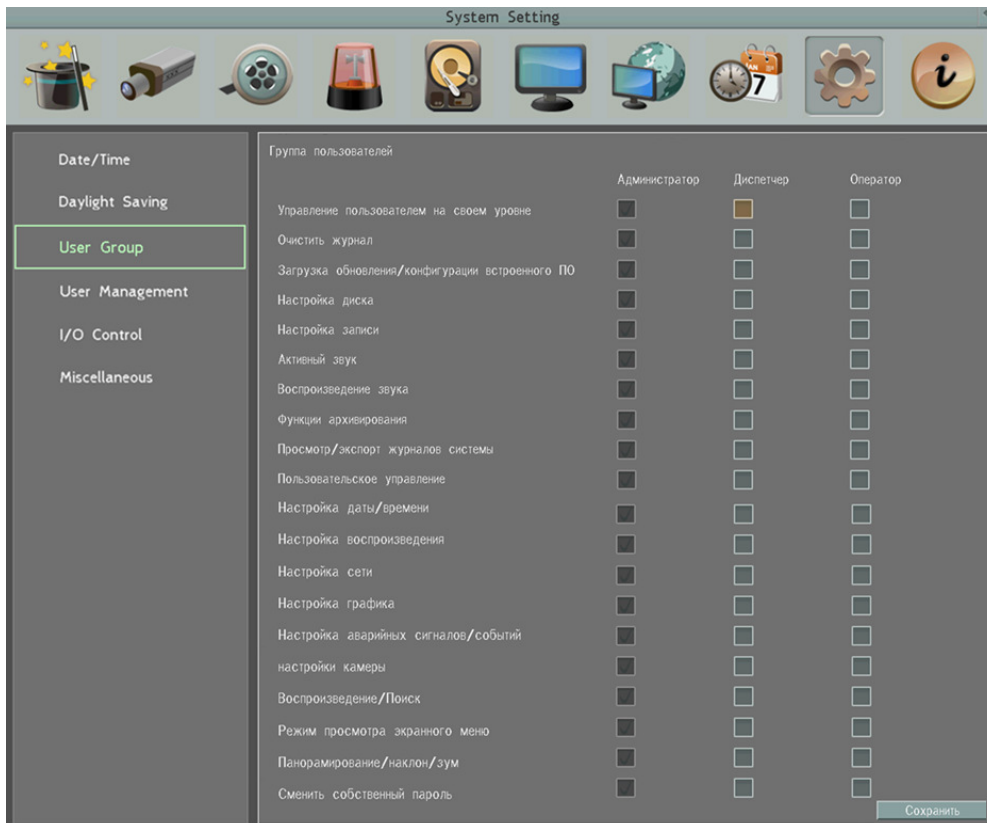 System Setting
7
i
Date/Time
Daylight Saving
User Group
User Management
I/O Control
Miscellaneous
Группа пользователей
Администратор Диспетчер Оператор
Управление пользователем на своем уровне
Очистить журнал
Загрузка обновления/конфигурации встроенного ПО
Настройка диска
Настройка записи
Активный звук
Воспроизведение звука
Функции архивирования
Просмотр/экспорт журналов системы
Пользовательское управление
Настройка даты/времени
Настройка воспроизведения
Настройка сети
Настройка графика
Настройка аварийных сигналов/событий
настройки камеры
Воспроизведение/Поиск
Режим просмотра экранного меню
Панорамирование/наклон/зум
Сменить собственный пароль
Сохранить